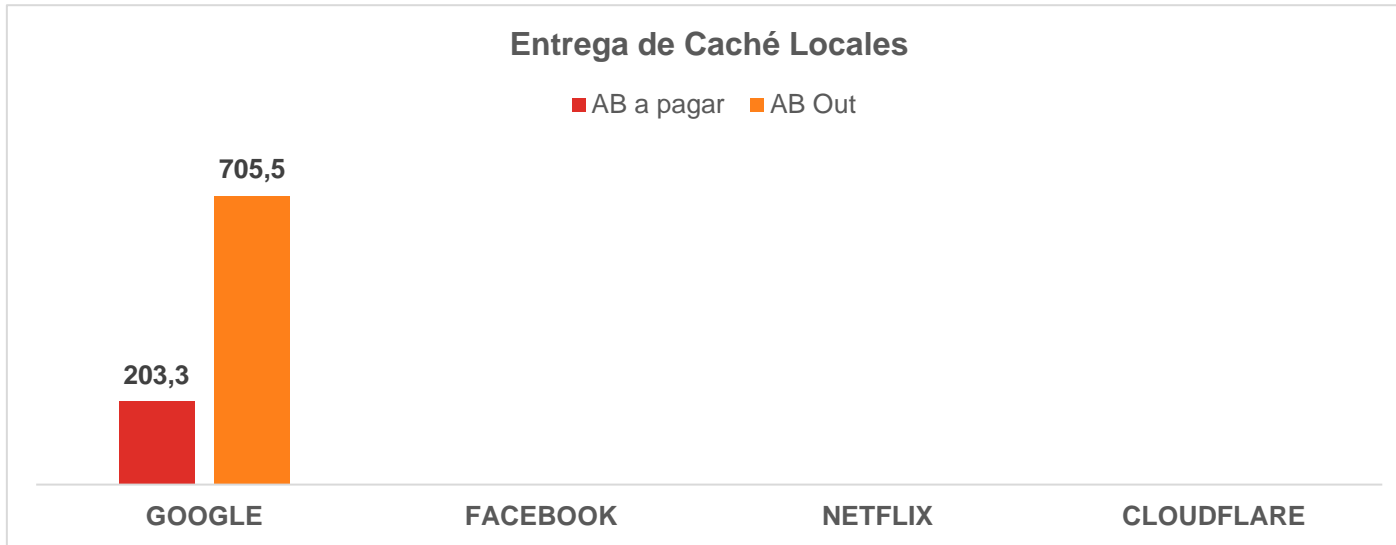 Entrega de Caché Locales
AB a pagar AB Out
705,5
203,3
GOOGLE FACEBOOK NETFLIX CLOUDFLARE